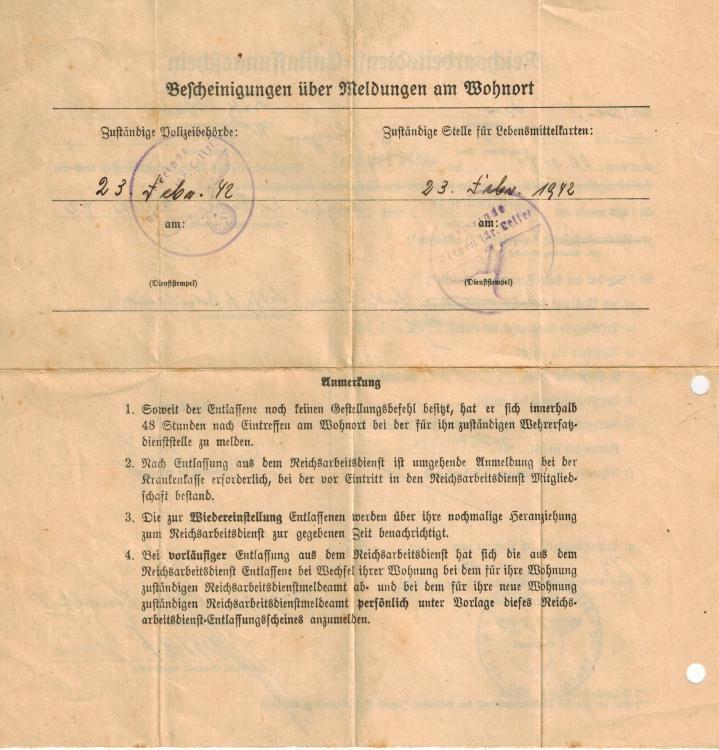 Bescheinigungen über Meldungen am Wohnort
Zuständige Polizeibehörde:
Zuständige Stelle für Lebensmittelkarten:
23. Febr. 42
23. Febr. 1942
am:
am:
(Dienststempel)
(Dienststempel)
Anmerkung
1. Soweit der Entlassene noch keinen Gestellungsbefehl besitzt, hat er sich innerhalb
48 Stunden nach Eintreffen am Wohnort bei der für ihn zuständigen Wehrersatz-
dienststelle zu melden.
2. Nach Entlassung aus dem Reichsarbeitsdienst ist umgehende Anmeldung bei der
Krankenkasse erforderlich, bei der vor Eintritt in den Reichsarbeitsdienst Mitglied-
schaft bestand.
3. Die zur Wiedereinstellung Entlassenen werden über ihre nochmalige Heranziehung
zum Reichsarbeitsdienst zur gegebenen Zeit benachrichtigt.
4. Bei vorläufiger Entlassung aus dem Reichsarbeitsdienst hat sich die aus dem
Reichsarbeitsdienst Entlassene bei Wechsel ihrer Wohnung bei dem für ihre Wohnung
zuständigen Reichsarbeitsdienstmeldeamt ab- und bei dem für ihre neue Wohnung
zuständigen Reichsarbeitsdienstmeldeamt persönlich unter Vorlage dieses Reichs-
arbeitsdienst-Entlassungsscheines anzumelden.